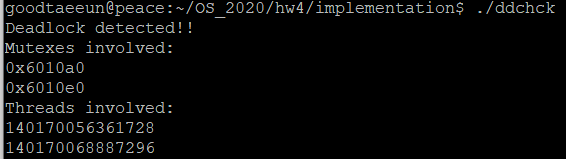 goodtaeeun@peace:~/OS_2020/hw4/implementation$ ./ddchck
Deadlock detected!!
Mutexes involved:
0x6010a0
0x6010e0
Threads involved:
140170056361728
140170068887296